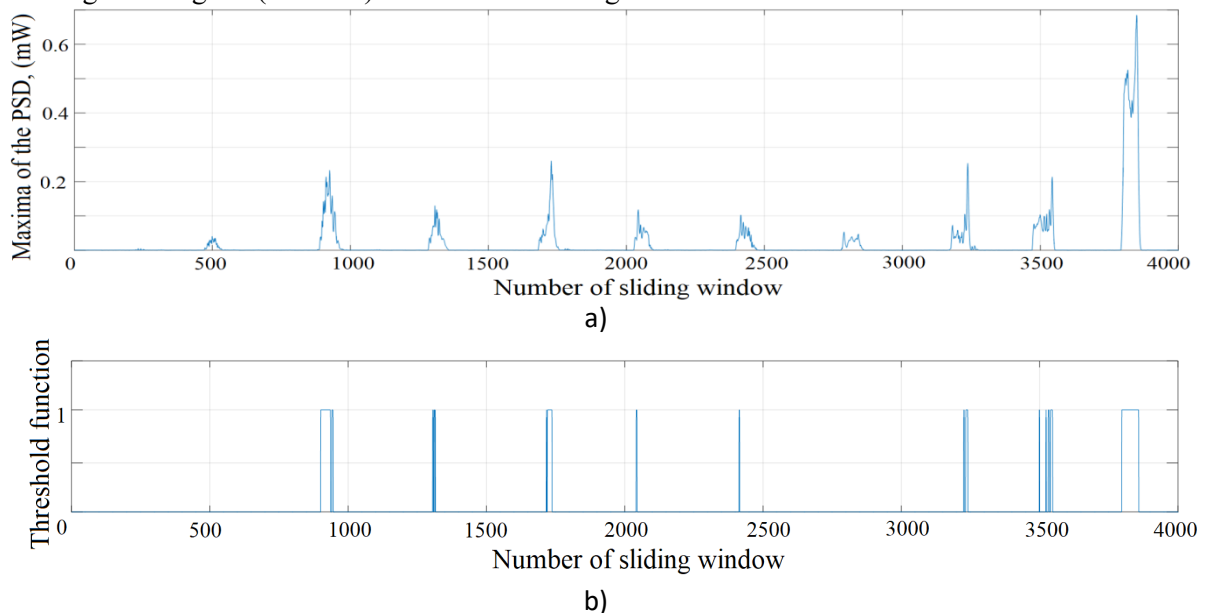 Maxima of the PSD, (mW)
0.6
0.4
0.2
0 500 1000 1500 2000 2500 3000 3500 4000
Number of sliding window
a)
Threshold function
1
0 500 1000 1500 2000 2500 3000 3500 4000
Number of sliding window
b)